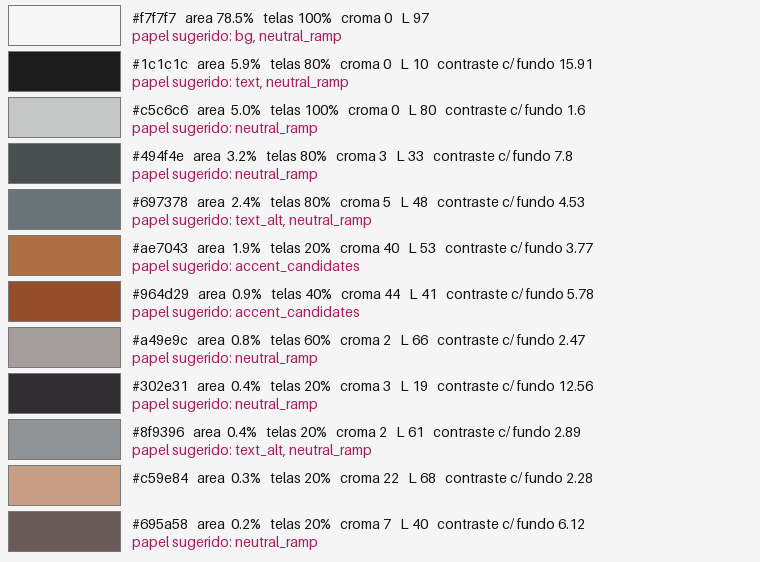 #f7f7f7 area 78.5% telas 100% croma 0 L 97
papel sugerido: bg, neutral_ramp
#1c1c1c area 5.9% telas 80% croma 0 L 10 contraste c/fundo 15.91
papel sugerido: text, neutral_ramp
#c5c6c6 area 5.0% telas 100% croma 0 L 80 contraste c/fundo 1.6
papel sugerido: neutral_ramp
#494f4e area 3.2% telas 80% croma 3 L 33 contraste c/fundo 7.8
papel sugerido: neutral_ramp
#697378 area 2.4% telas 80% croma 5 L 48 contraste c/fundo 4.53
papel sugerido: text_alt, neutral_ramp
#ae7043 area 1.9% telas 20% croma 40 L 53 contraste c/fundo 3.77
papel sugerido: accent_candidates
#964d29 area 0.9% telas 40% croma 44 L 41 contraste c/fundo 5.78
papel sugerido: accent_candidates
#a49e9c area 0.8% telas 60% croma 2 L 66 contraste c/fundo 2.47
papel sugerido: neutral_ramp
#302e31 area 0.4% telas 20% croma 3 L 19 contraste c/fundo 12.56
papel sugerido: neutral_ramp
#8f9396 area 0.4% telas 20% croma 2 L 61 contraste c/fundo 2.89
papel sugerido: text_alt, neutral_ramp
#c59e84 area 0.3% telas 20% croma 22 L 68 contraste c/fundo 2.28
#695a58 area 0.2% telas 20% croma 7 L 40 contraste c/fundo 6.12
papel sugerido: neutral_ramp